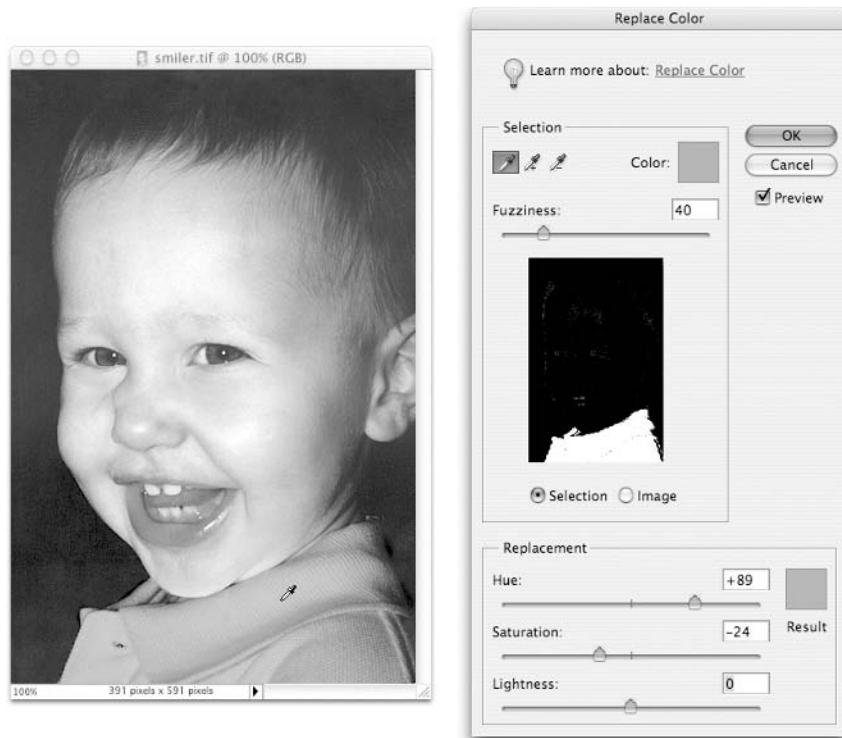 smiler.tif @ 100% (RGB)
100%
391 pixels x 591 pixels
Replace Color
Learn more about: Replace Color
Selection
Color:
OK
Cancel
Preview
Fuzziness:
40
Selection
Image
Replacement
Hue:
+89
Result
Saturation:
-24
Lightness:
0